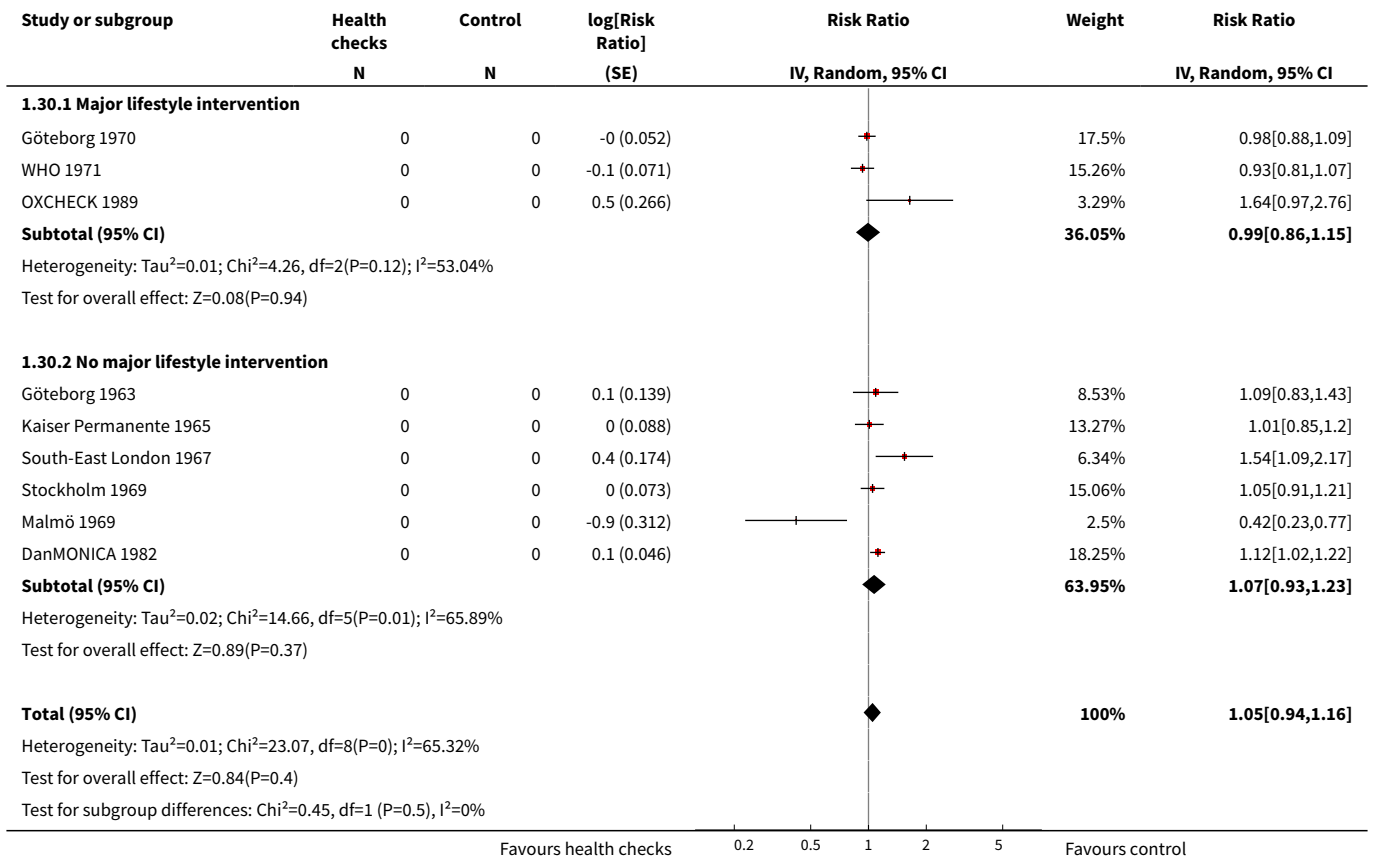 Study or subgroup Health checks Control log[Risk Ratio] Risk Ratio Weight Risk Ratio
N N (SE) IV, Random, 95% CI IV, Random, 95% CI
1.30.1 Major lifestyle intervention
Göteborg 1970 0 0 -0 (0.052) 17.5% 0.98[0.88,1.09]
WHO 1971 0 0 -0.1 (0.071) 15.26% 0.93[0.81,1.07]
OXCHECK 1989 0 0 0.5 (0.266) 3.29% 1.64[0.97,2.76]
Subtotal (95% CI) 36.05% 0.99[0.86,1.15]
Heterogeneity: Tau²=0.01; Chi²=4.26, df=2(P=0.12); I²=53.04%
Test for overall effect: Z=0.08(P=0.94)
1.30.2 No major lifestyle intervention
Göteborg 1963 0 0 0.1 (0.139) 8.53% 1.09[0.83,1.43]
Kaiser Permanente 1965 0 0 0 (0.088) 13.27% 1.01[0.85,1.2]
South-East London 1967 0 0 0.4 (0.174) 6.34% 1.54[1.09,2.17]
Stockholm 1969 0 0 0 (0.073) 15.06% 1.05[0.91,1.21]
Malmö 1969 0 0 -0.9 (0.312) 2.5% 0.42[0.23,0.77]
DanMONICA 1982 0 0 0.1 (0.046) 18.25% 1.12[1.02,1.22]
Subtotal (95% CI) 63.95% 1.07[0.93,1.23]
Heterogeneity: Tau²=0.02; Chi²=14.66, df=5(P=0.01); I²=65.89%
Test for overall effect: Z=0.89(P=0.37)
Total (95% CI) 100% 1.05[0.94,1.16]
Heterogeneity: Tau²=0.01; Chi²=23.07, df=8(P=0); I²=65.32%
Test for overall effect: Z=0.84(P=0.4)
Test for subgroup differences: Chi²=0.45, df=1 (P=0.5), I²=0%
Favours health checks 0.2 0.5 1 2 5 Favours control